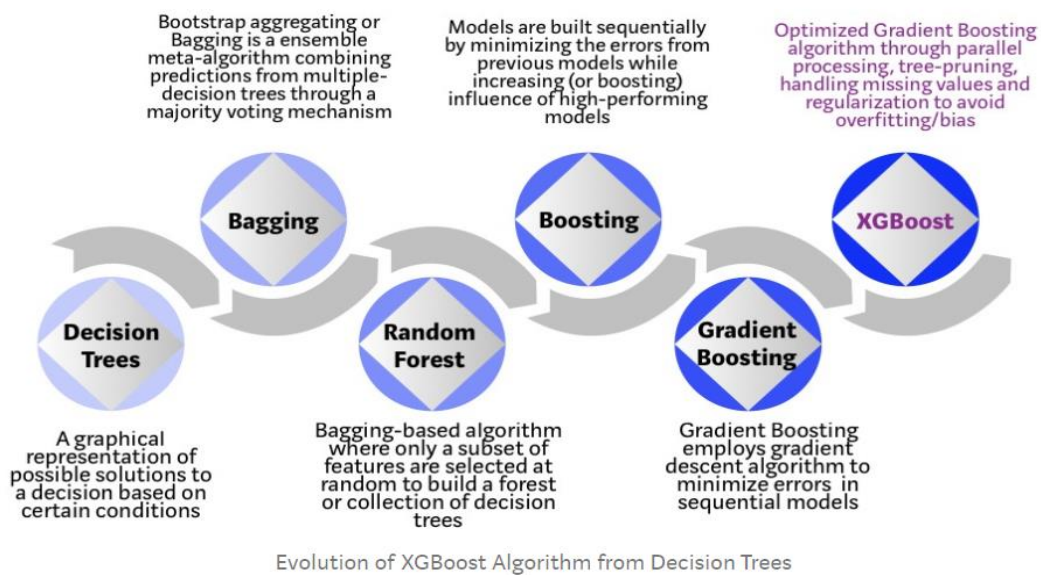 Bootstrap aggregating or
Bagging is a ensemble
meta-algorithm combining
predictions from multiple-
decision trees through a
majority voting mechanism
Models are built sequentially
by minimizing the errors from
previous models while
increasing (or boosting)
influence of high-performing
models
Optimized Gradient Boosting
algorithm through parallel
processing, tree-pruning,
handling missing values and
regularization to avoid
overfitting/bias
Bagging
Boosting
XGBoost
Decision
Trees
Random
Forest
Gradient
Boosting
A graphical
representation of
possible solutions to
a decision based on
certain conditions
Bagging-based algorithm
where only a subset of
features are selected at
random to build a forest
or collection of decision
trees
Gradient Boosting
employs gradient
descent algorithm to
minimize errors in
sequential models
Evolution of XGBoost Algorithm from Decision Trees